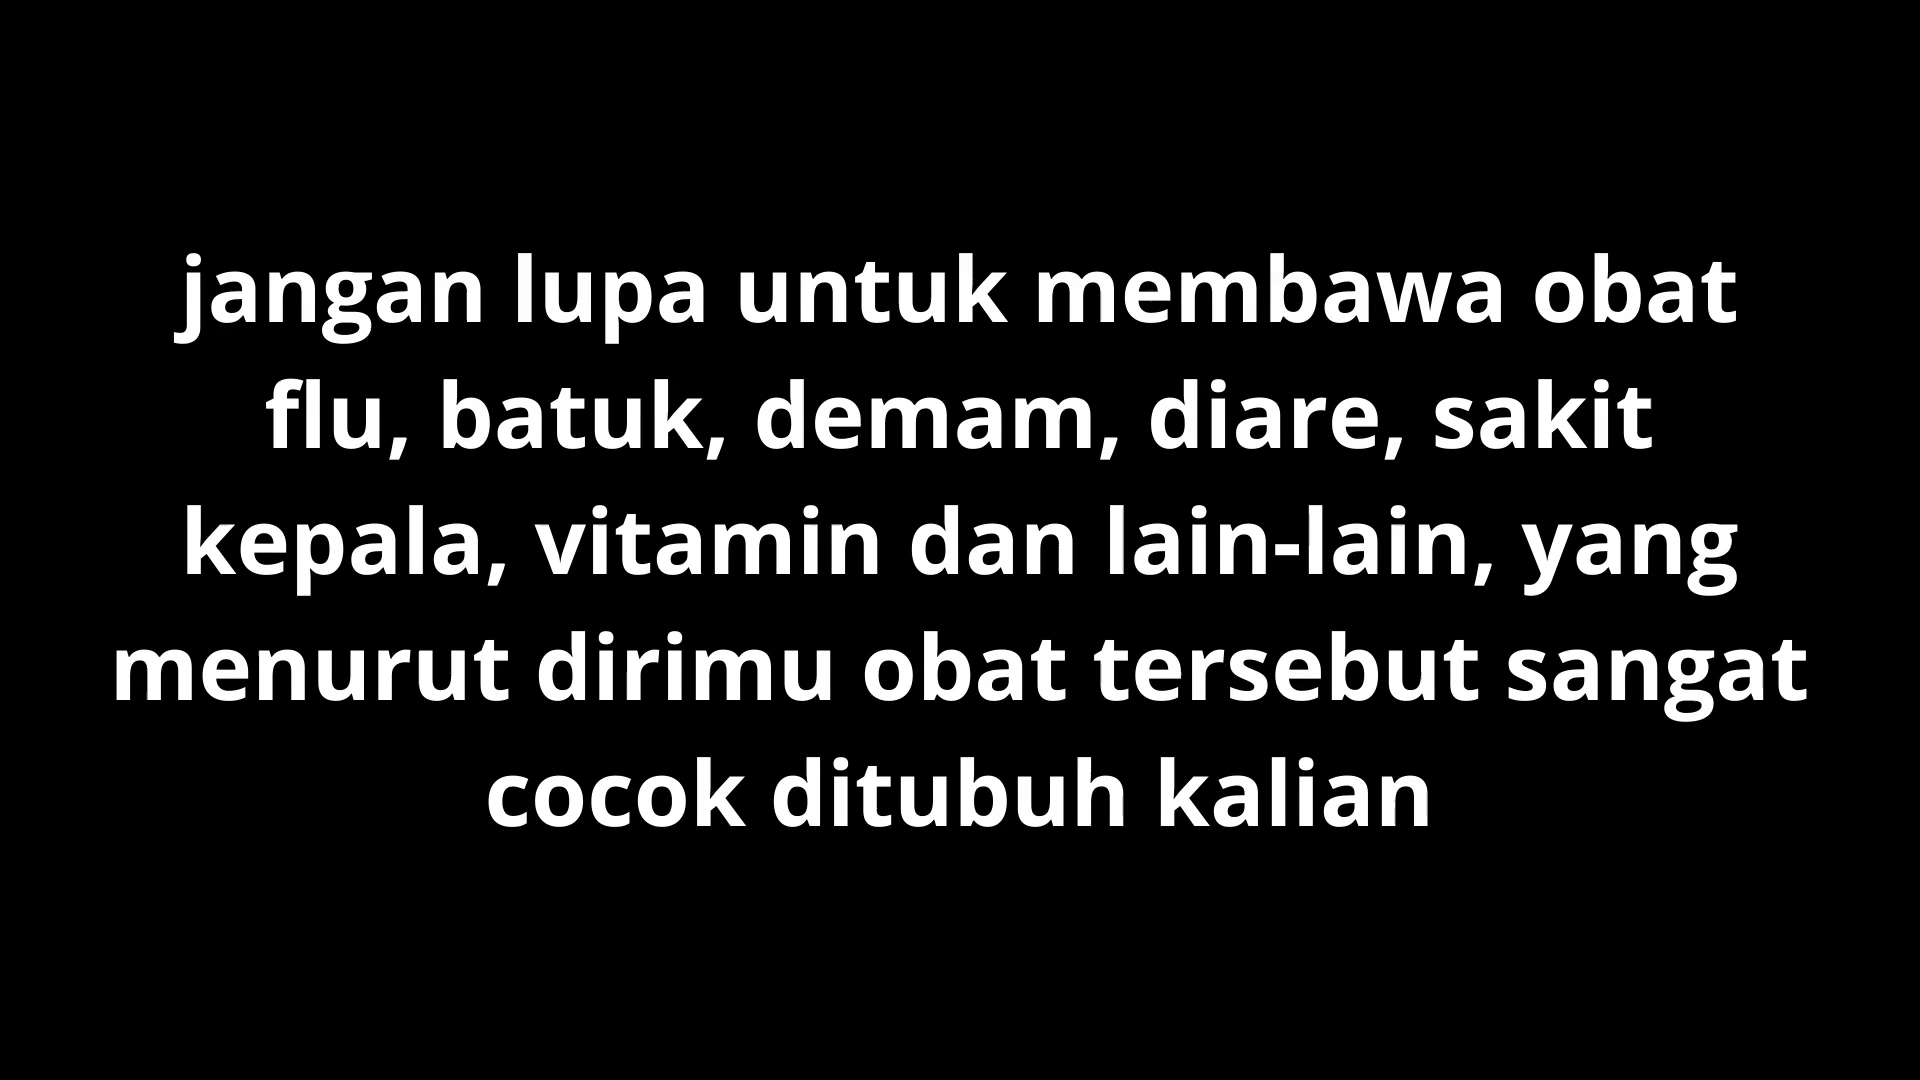 jangan lupa untuk membawa obat
flu, batuk, demam, diare, sakit
kepala, vitamin dan lain-lain, yang
menurut dirimu obat tersebut sangat
cocok ditubuh kalian